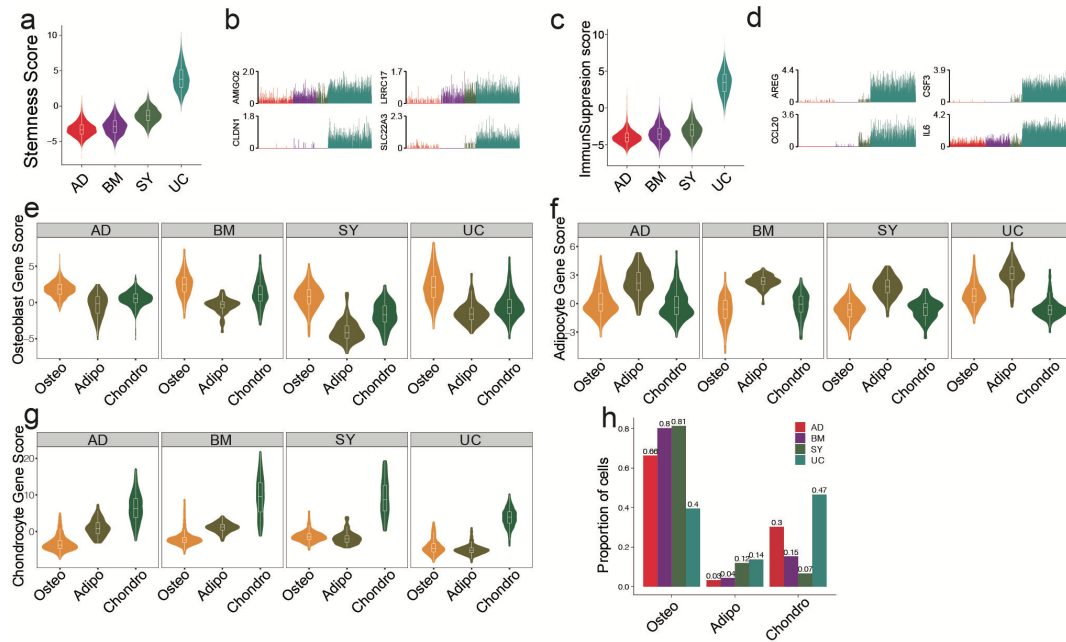 a
Stemness Score
10
5
0
−5
AD
BM
SY
UC
b
AMIGO2
2.0
0
LRRC17
1.7
0
CLDN1
1.8
0
SLC22A3
2.3
0
c
ImmunSuppresion score
10
5
0
−5
AD
BM
SY
UC
d
AREG
4.4
0
CSF3
3.9
0
CCL20
3.6
0
IL6
4.2
0
e
Osteoblast Gene Score
AD
BM
SY
UC
5
0
−5
Osteo
Adipo
Chondro
Osteo
Adipo
Chondro
Osteo
Adipo
Chondro
Osteo
Adipo
Chondro
f
Adipocyte Gene Score
AD
BM
SY
UC
6
3
0
−3
Osteo
Adipo
Chondro
Osteo
Adipo
Chondro
Osteo
Adipo
Chondro
Osteo
Adipo
Chondro
g
Chondrocyte Gene Score
AD
BM
SY
UC
20
10
0
Osteo
Adipo
Chondro
Osteo
Adipo
Chondro
Osteo
Adipo
Chondro
Osteo
Adipo
Chondro
h
Proportion of cells
0.8
0.6
0.4
0.2
0.0
0.66
0.8
0.81
0.4
0.03
0.04
0.12
0.14
0.3
0.15
0.07
0.47
AD
BM
SY
UC
Osteo
Adipo
Chondro